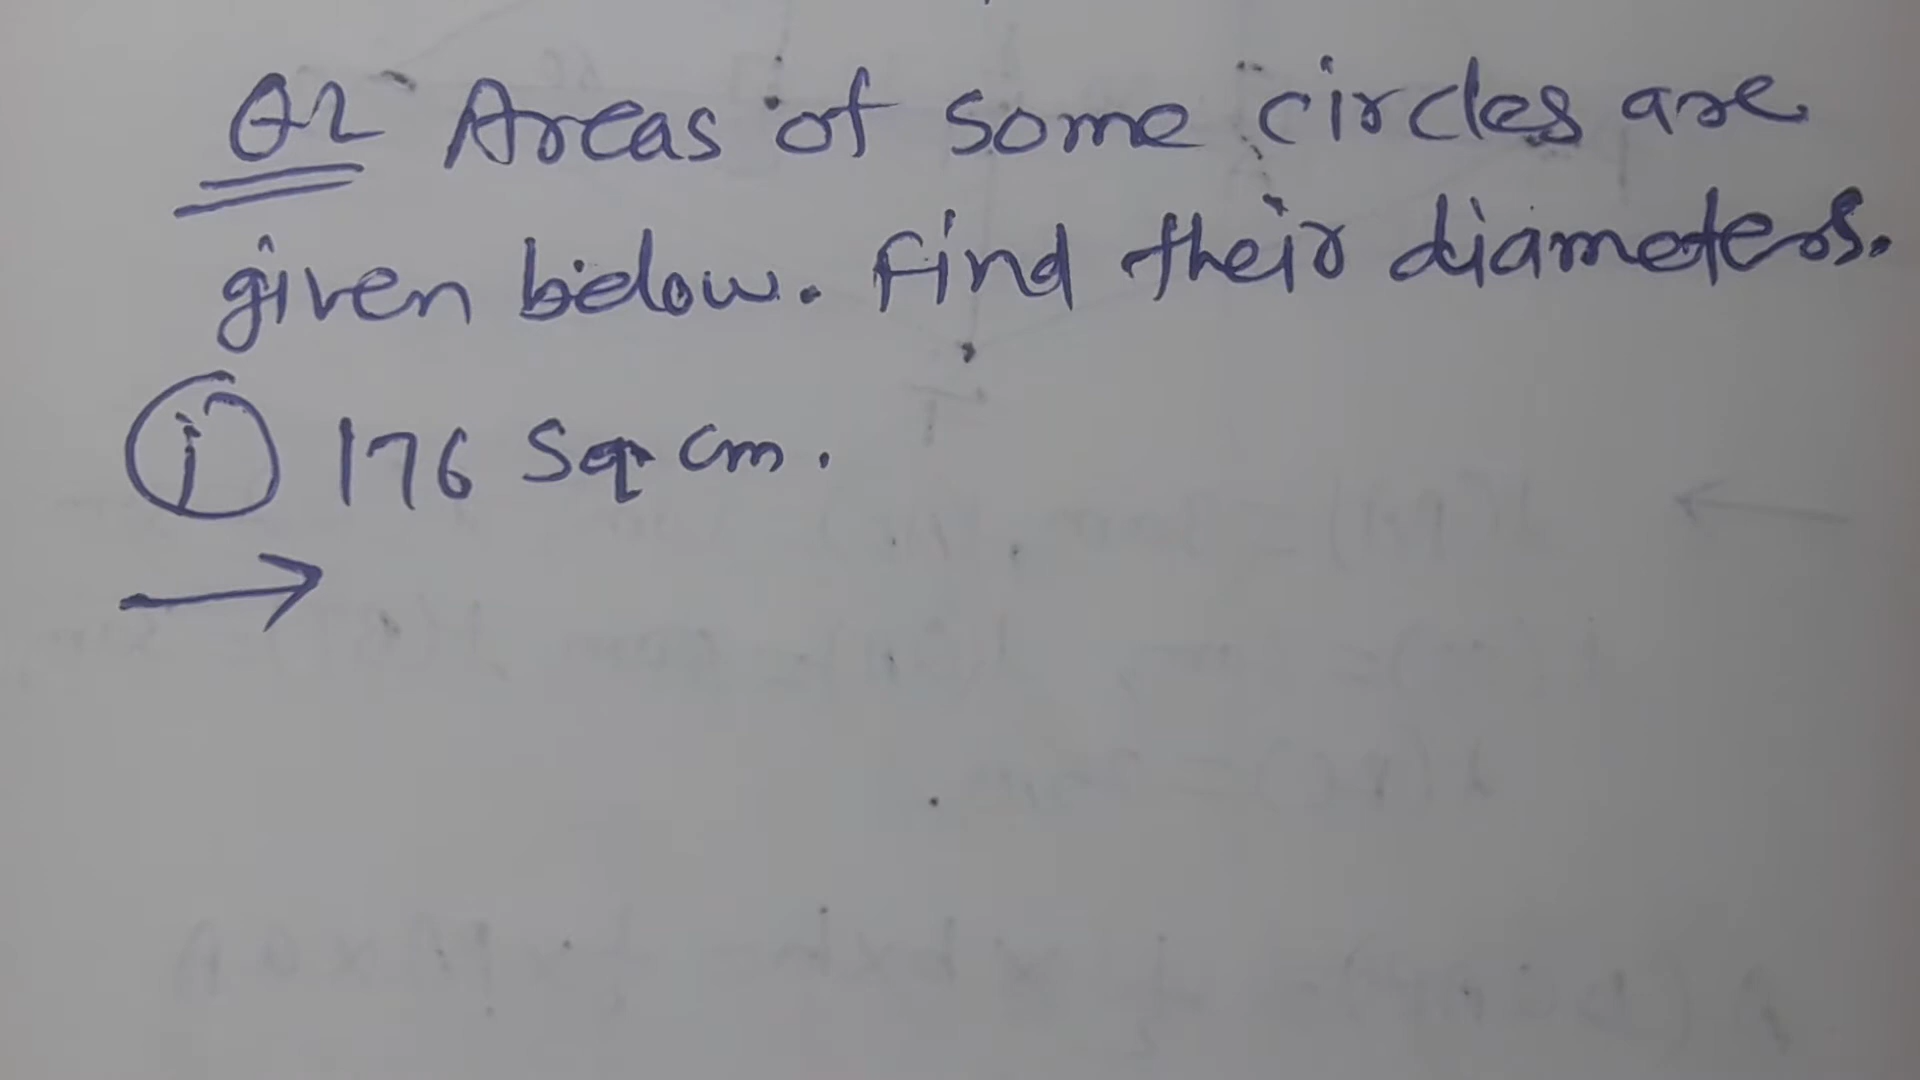 Q2 Areas of some circles are
given below. Find their diameters.
(i) 176 Sq cm.